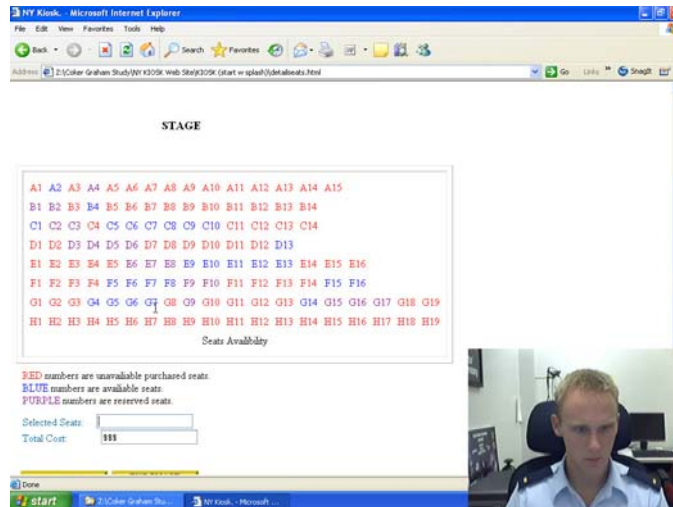 NY Kiosk. - Microsoft Internet Explorer
File Edit View Favorites Tools Help
Back Search Favorites
Address Z:\Coker Graham Study\NY KIOSK Web Site\KIOSK (start w splash)\detailseats.html Go Links SnagIt
STAGE
A1 A2 A3 A4 A5 A6 A7 A8 A9 A10 A11 A12 A13 A14 A15
B1 B2 B3 B4 B5 B6 B7 B8 B9 B10 B11 B12 B13 B14
C1 C2 C3 C4 C5 C6 C7 C8 C9 C10 C11 C12 C13 C14
D1 D2 D3 D4 D5 D6 D7 D8 D9 D10 D11 D12 D13
E1 E2 E3 E4 E5 E6 E7 E8 E9 E10 E11 E12 E13 E14 E15 E16
F1 F2 F3 F4 F5 F6 F7 F8 F9 F10 F11 F12 F13 F14 F15 F16
G1 G2 G3 G4 G5 G6 G7 G8 G9 G10 G11 G12 G13 G14 G15 G16 G17 G18 G19
H1 H2 H3 H4 H5 H6 H7 H8 H9 H10 H11 H12 H13 H14 H15 H16 H17 H18 H19
Seats Availibility
RED numbers are unavailiable purchased seats.
BLUE numbers are availiable seats.
PURPLE numbers are reserved seats.
Selected Seats:
Total Cost: $$$
Done
start Z:\Coker Graham Stu... NY Kiosk. - Microsoft ...